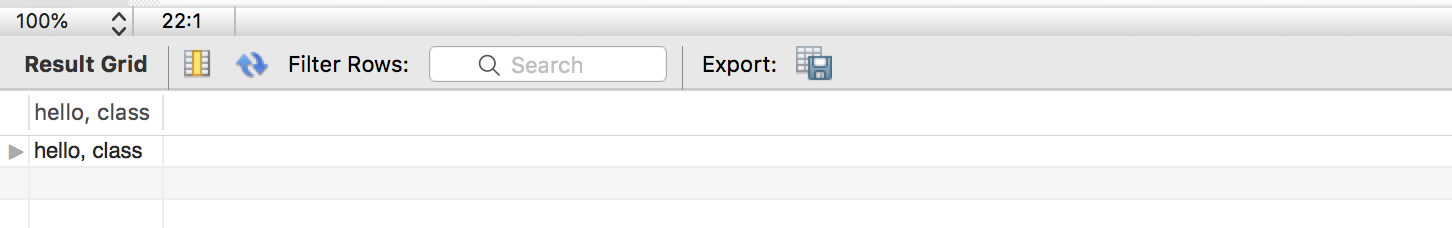 100% 22:1
Result Grid Filter Rows: Search Export:
hello, class
hello, class